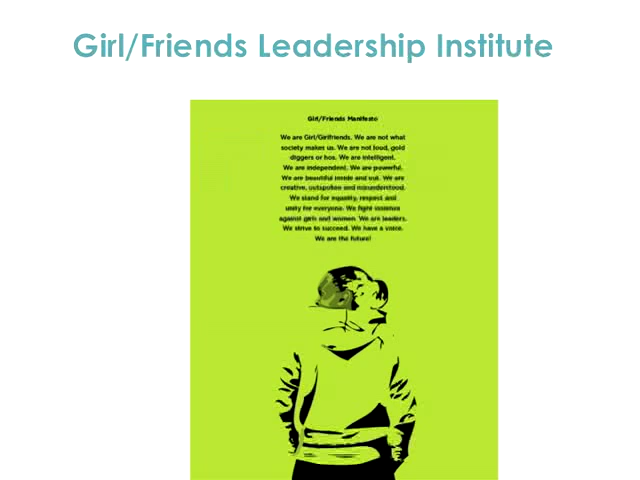 Girl/Friends Leadership Institute
Girl/Friends Manifesto
We are Girl/Girlfriends. We are not what
society makes us. We are not loud, gold
diggers or hos. We are intelligent.
We are independent. We are powerful.
We are beautiful inside and out. We are
creative, outspoken and misunderstood.
We stand for equality, respect and
unity for everyone. We fight violence
against girls and women. We are leaders.
We strive to succeed. We have a voice.
We are the future!